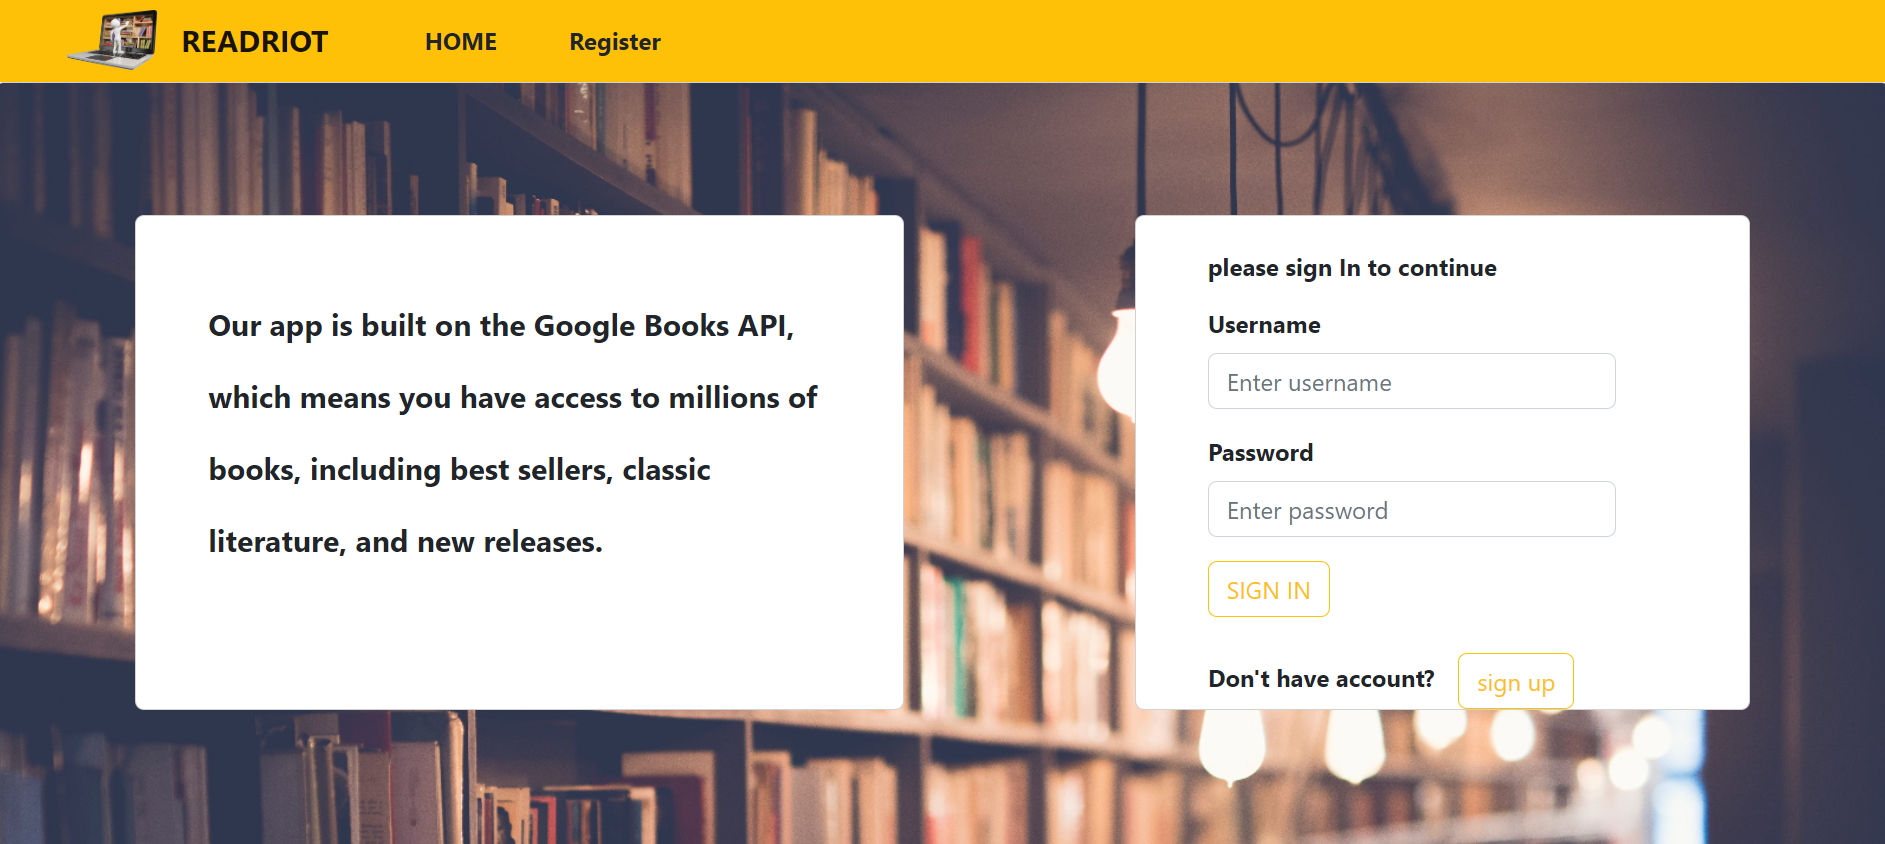 READRIOT HOME Register
Our app is built on the Google Books API,
which means you have access to millions of
books, including best sellers, classic
literature, and new releases.
please sign In to continue
Username
Enter username
Password
Enter password
SIGN IN
Don't have account? sign up